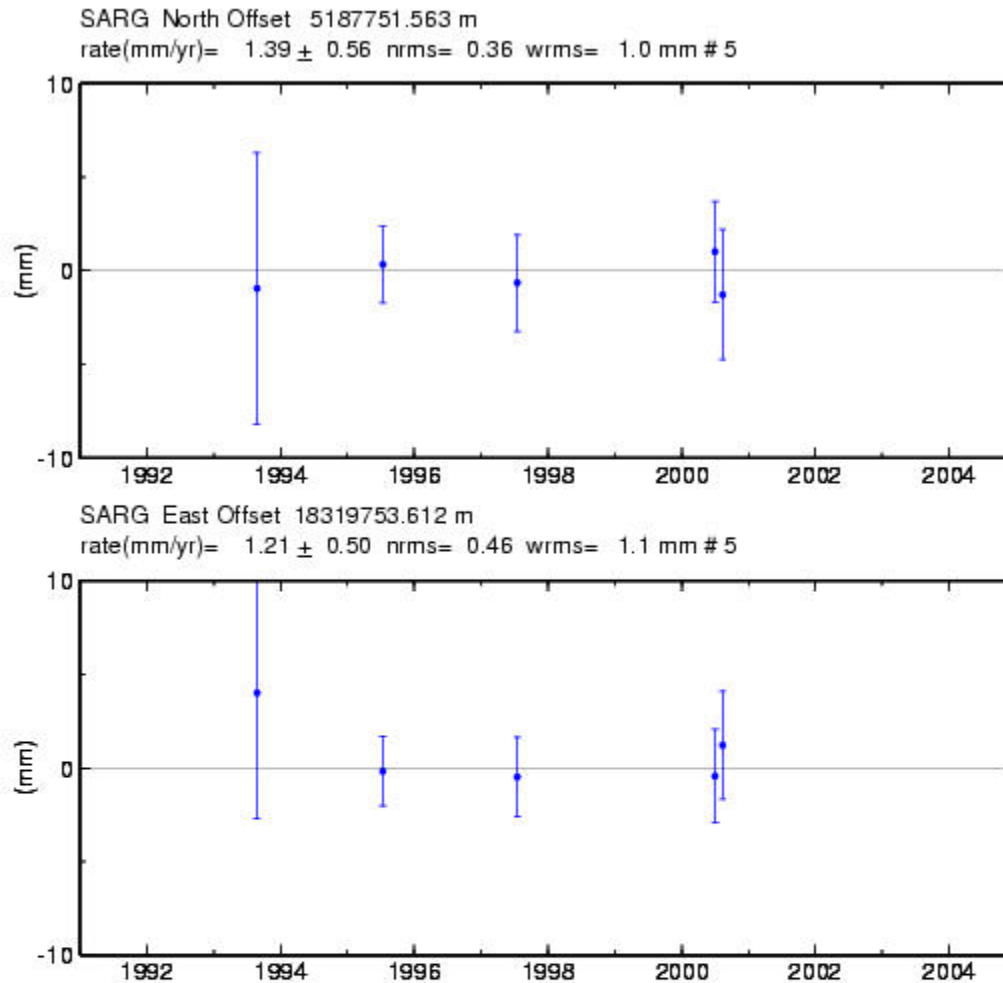 SARG North Offset 5187751.563 m
rate(mm/yr)= 1.39 ± 0.56 nrms= 0.36 wrms= 1.0 mm # 5
10
(mm)
0
-10
1992 1994 1996 1998 2000 2002 2004
SARG East Offset 18319753.612 m
rate(mm/yr)= 1.21 ± 0.50 nrms= 0.46 wrms= 1.1 mm # 5
10
(mm)
0
-10
1992 1994 1996 1998 2000 2002 2004